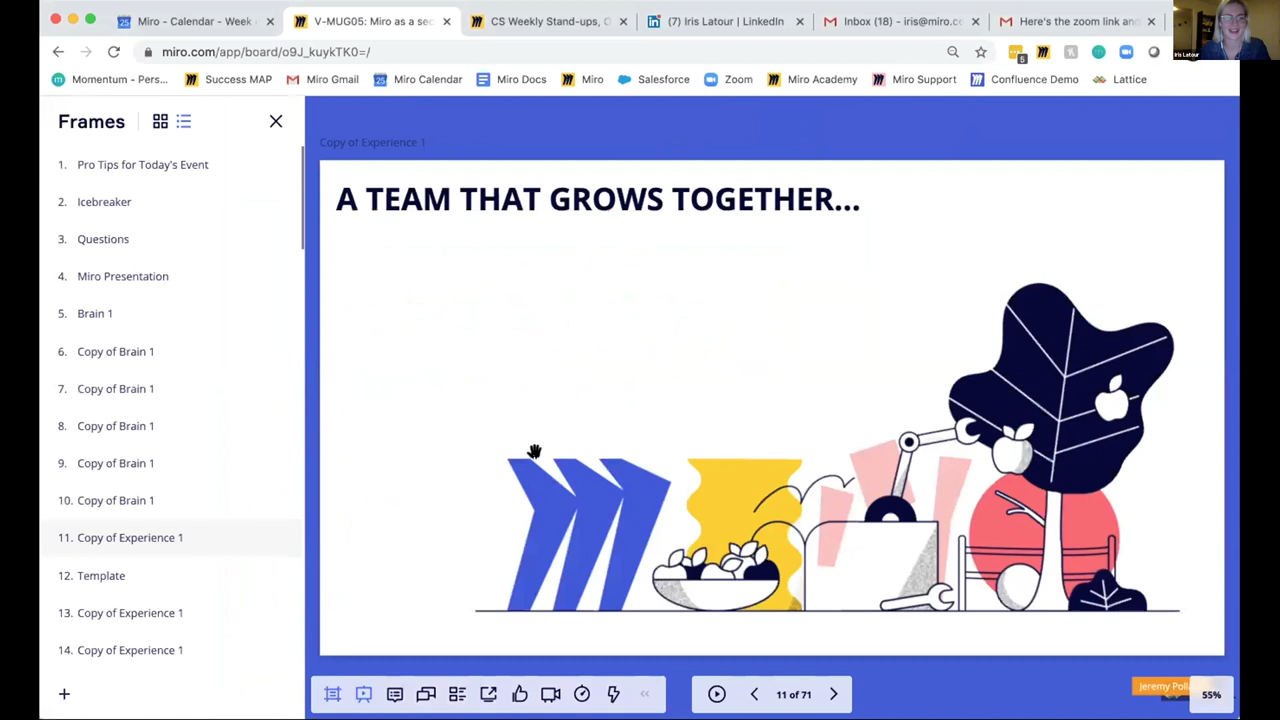 Miro - Calendar - Week
V-MUG05: Miro as a sec
CS Weekly Stand-ups, O
(7) Iris Latour | LinkedIn
Inbox (18) - iris@miro.c
Here's the zoom link and
Iris Latour
miro.com/app/board/o9J_kuykTK0=/
5
Momentum - Pers...
Success MAP
Miro Gmail
25
Miro Calendar
Miro Docs
Miro
Salesforce
Zoom
Miro Academy
Miro Support
Confluence Demo
Lattice
Frames
1. Pro Tips for Today's Event
2. Icebreaker
3. Questions
4. Miro Presentation
5. Brain 1
6. Copy of Brain 1
7. Copy of Brain 1
8. Copy of Brain 1
9. Copy of Brain 1
10. Copy of Brain 1
11. Copy of Experience 1
12. Template
13. Copy of Experience 1
14. Copy of Experience 1
Copy of Experience 1
A TEAM THAT GROWS TOGETHER...
11 of 71
55%